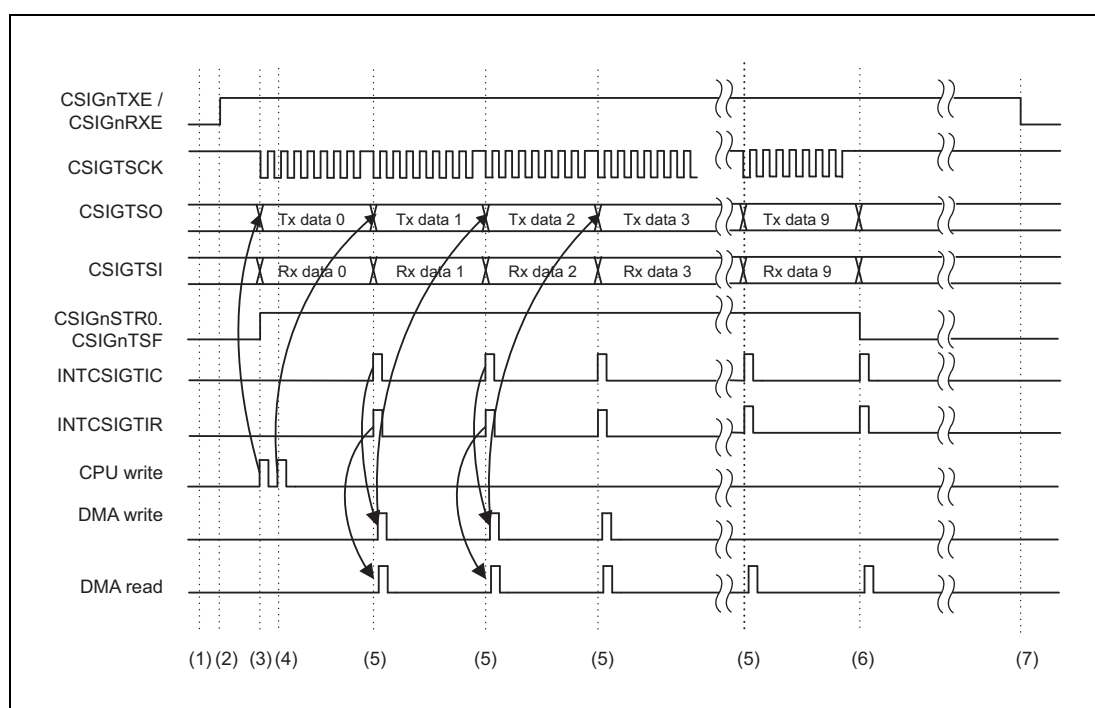 CSIGnTXE /
CSIGnRXE
CSIGTSCK
CSIGTSO
Tx data 0 Tx data 1 Tx data 2 Tx data 3 Tx data 9
CSIGTSI
Rx data 0 Rx data 1 Rx data 2 Rx data 3 Rx data 9
CSIGnSTR0.
CSIGnTSF
INTCSIGTIC
INTCSIGTIR
CPU write
DMA write
DMA read
(1) (2) (3) (4) (5) (5) (5) (5) (6) (7)